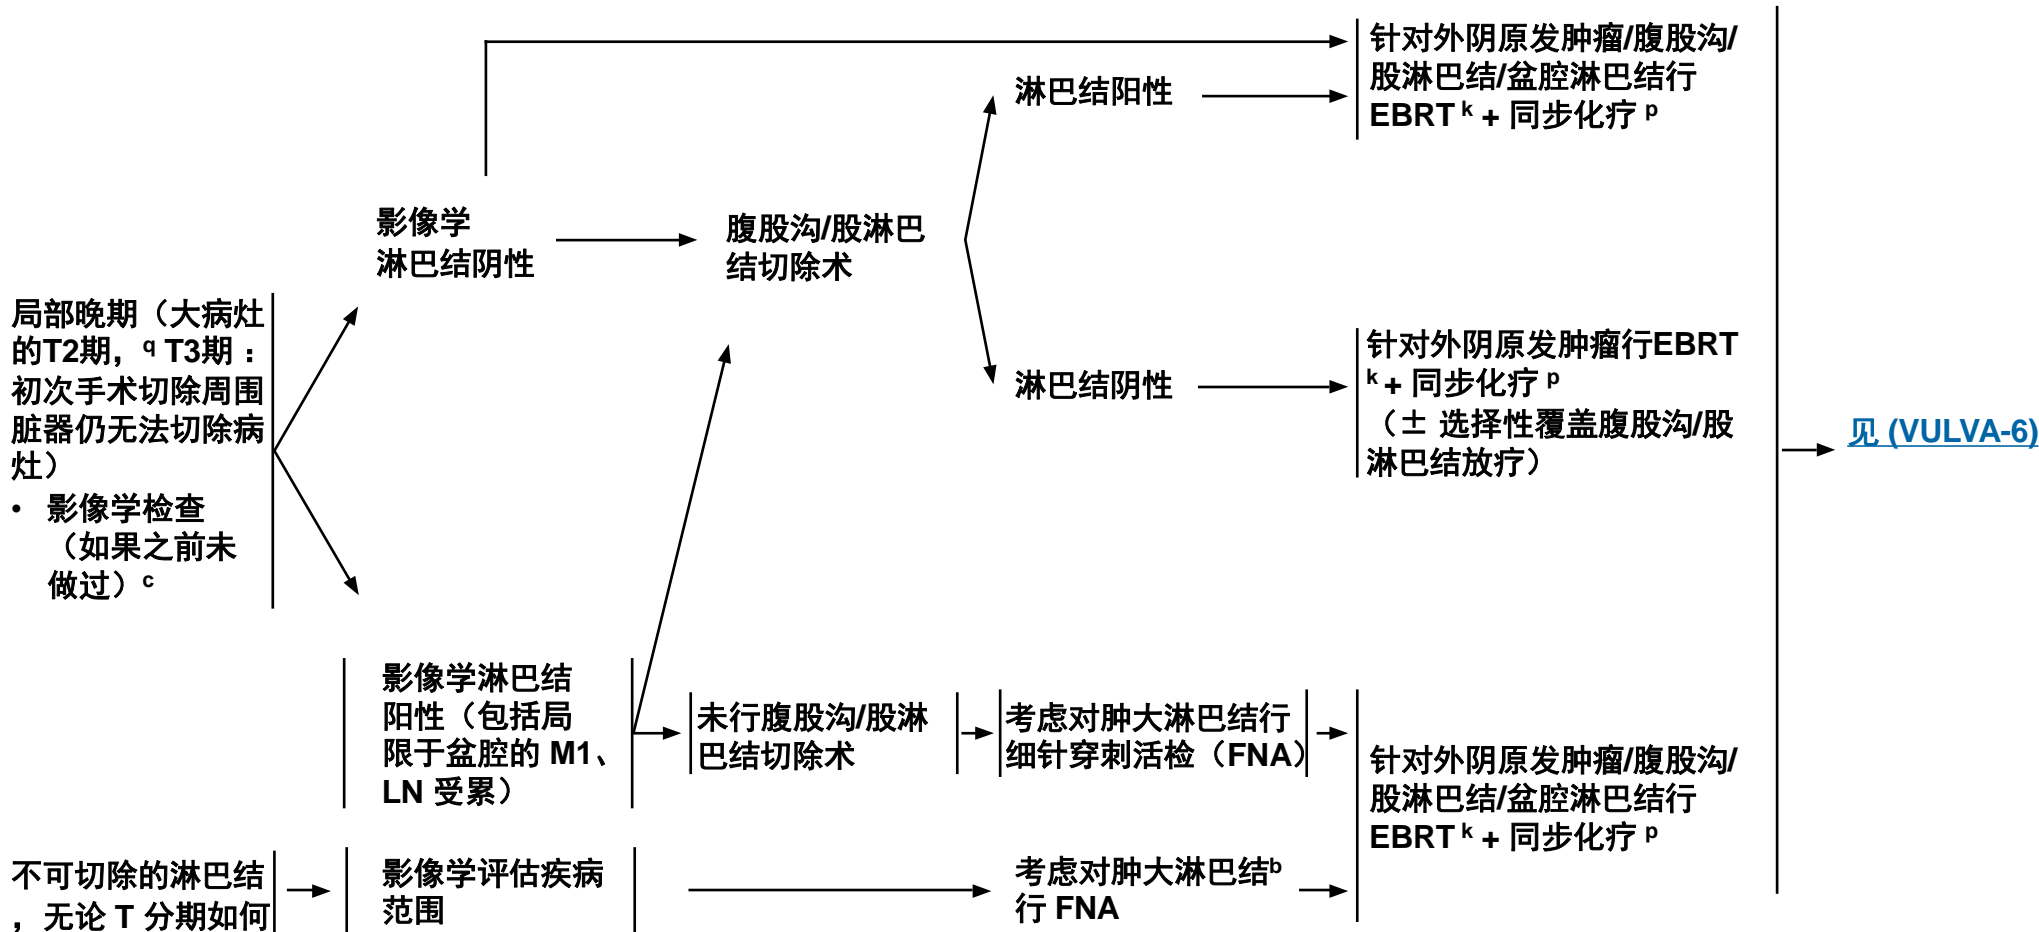 针对外阴原发肿瘤/腹股沟/
股淋巴结/盆腔淋巴结行
EBRT k + 同步化疗 p
淋巴结阳性
影像学
淋巴结阴性
腹股沟/股淋巴
结切除术
局部晚期（大病灶
的T2期，q T3期：
初次手术切除周围
脏器仍无法切除病
灶）
• 影像学检查
（如果之前未
做过）c
淋巴结阴性
针对外阴原发肿瘤行EBRT
k + 同步化疗 p
（± 选择性覆盖腹股沟/股
淋巴结放疗）
见 (VULVA-6)
影像学淋巴结
阳性（包括局
限于盆腔的 M1、
LN 受累）
未行腹股沟/股淋
巴结切除术
考虑对肿大淋巴结行
细针穿刺活检（FNA）
针对外阴原发肿瘤/腹股沟/
股淋巴结/盆腔淋巴结行
EBRT k + 同步化疗 p
不可切除的淋巴结
，无论 T 分期如何
影像学评估疾病
范围
考虑对肿大淋巴结b
行 FNA